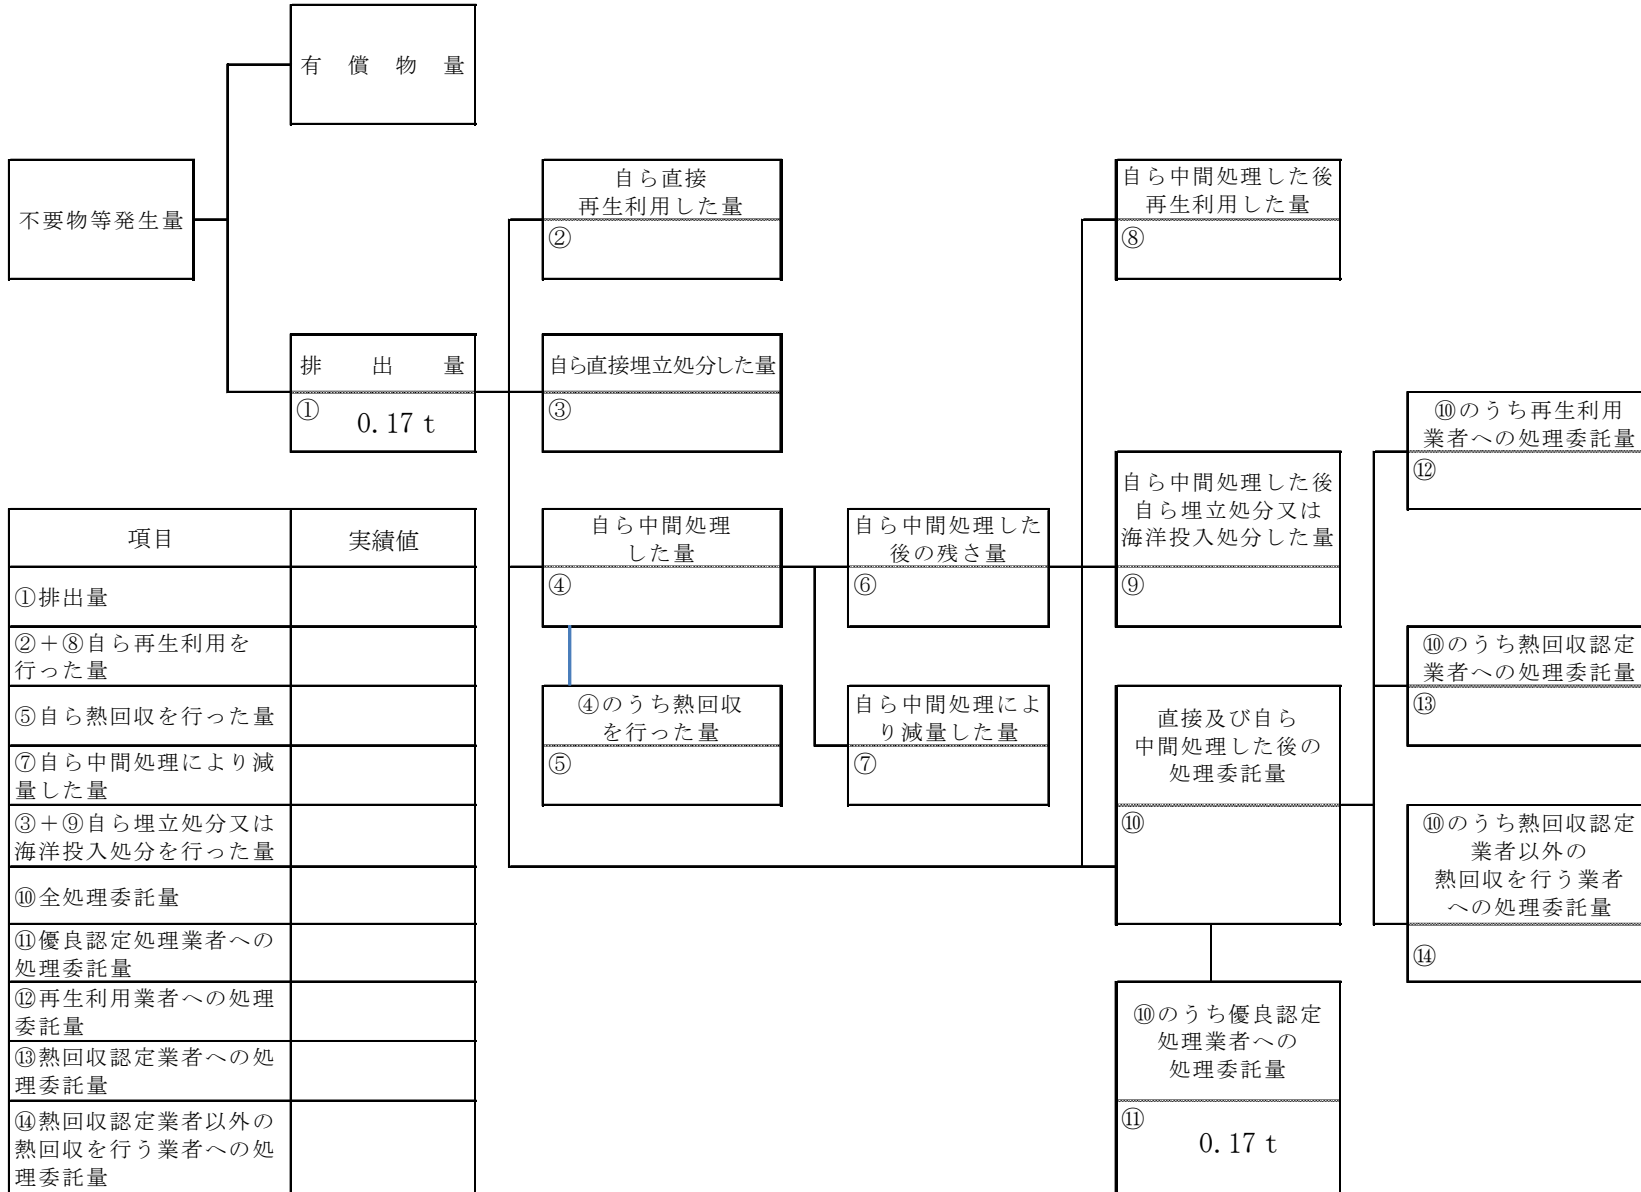 有償物量
不要物等発生量
排出量
① 0.17 t
自ら直接
再生利用した量
②
自ら直接埋立処分した量
③
自ら中間処理
した量
④
④のうち熱回収
を行った量
⑤
自ら中間処理した
後の残さ量
⑥
自ら中間処理によ
り減量した量
⑦
自ら中間処理した後
再生利用した量
⑧
自ら中間処理した後
自ら埋立処分又は
海洋投入処分した量
⑨
直接及び自ら
中間処理した後の
処理委託量
⑩
⑩のうち優良認定
処理業者への
処理委託量
⑪
0.17 t
⑩のうち再生利用
業者への処理委託量
⑫
⑩のうち熱回収認定
業者への処理委託量
⑬
⑩のうち熱回収認定
業者以外の
熱回収を行う業者
への処理委託量
⑭
項目 実績値
①排出量
②＋⑧自ら再生利用を
行った量
⑤自ら熱回収を行った量
⑦自ら中間処理により減
量した量
③＋⑨自ら埋立処分又は
海洋投入処分を行った量
⑩全処理委託量
⑪優良認定処理業者への
処理委託量
⑫再生利用業者への処理
委託量
⑬熱回収認定業者への処
理委託量
⑭熱回収認定業者以外の
熱回収を行う業者への処
理委託量